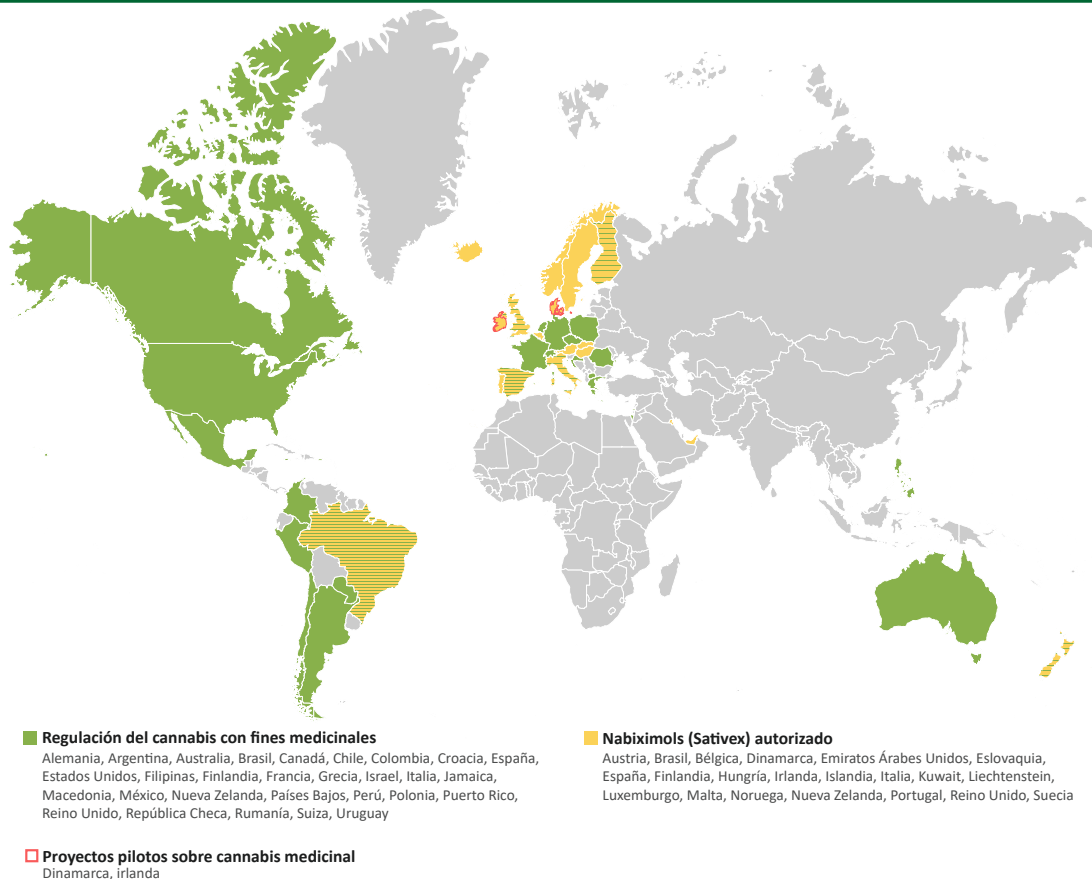 Regulación del cannabis con fines medicinales
Alemania, Argentina, Australia, Brasil, Canadá, Chile, Colombia, Croacia, España,
Estados Unidos, Filipinas, Finlandia, Francia, Grecia, Israel, Italia, Jamaica,
Macedonia, México, Nueva Zelanda, Países Bajos, Perú, Polonia, Puerto Rico,
Reino Unido, República Checa, Rumanía, Suiza, Uruguay
Nabiximols (Sativex) autorizado
Austria, Brasil, Bélgica, Dinamarca, Emiratos Árabes Unidos, Eslovaquia,
España, Finlandia, Hungría, Irlanda, Islandia, Italia, Kuwait, Liechtenstein,
Luxemburgo, Malta, Noruega, Nueva Zelanda, Portugal, Reino Unido, Suecia
Proyectos pilotos sobre cannabis medicinal
Dinamarca, irlanda